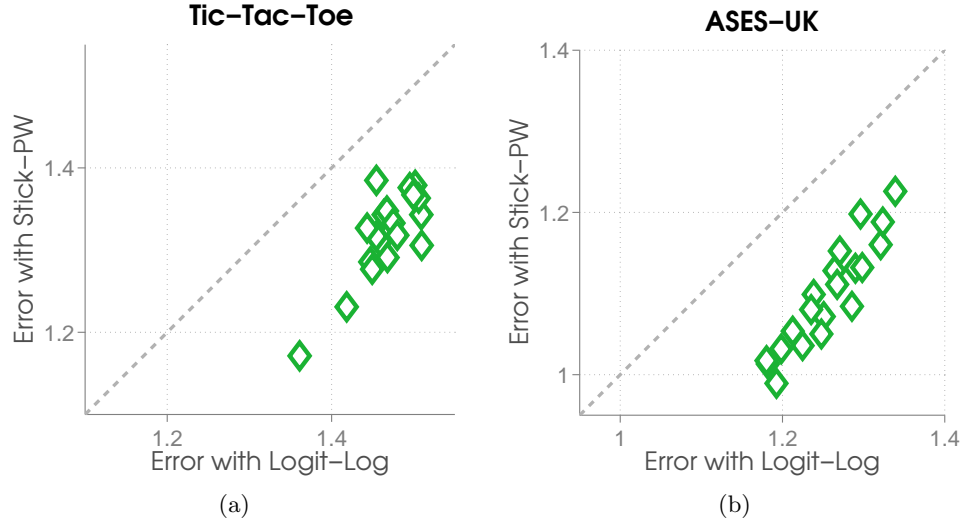 Tic–Tac–Toe
Error with Stick–PW
1.4
1.2
1.2
1.4
Error with Logit–Log
(a)
ASES–UK
Error with Stick–PW
1.4
1.2
1
1
1.2
1.4
Error with Logit–Log
(b)